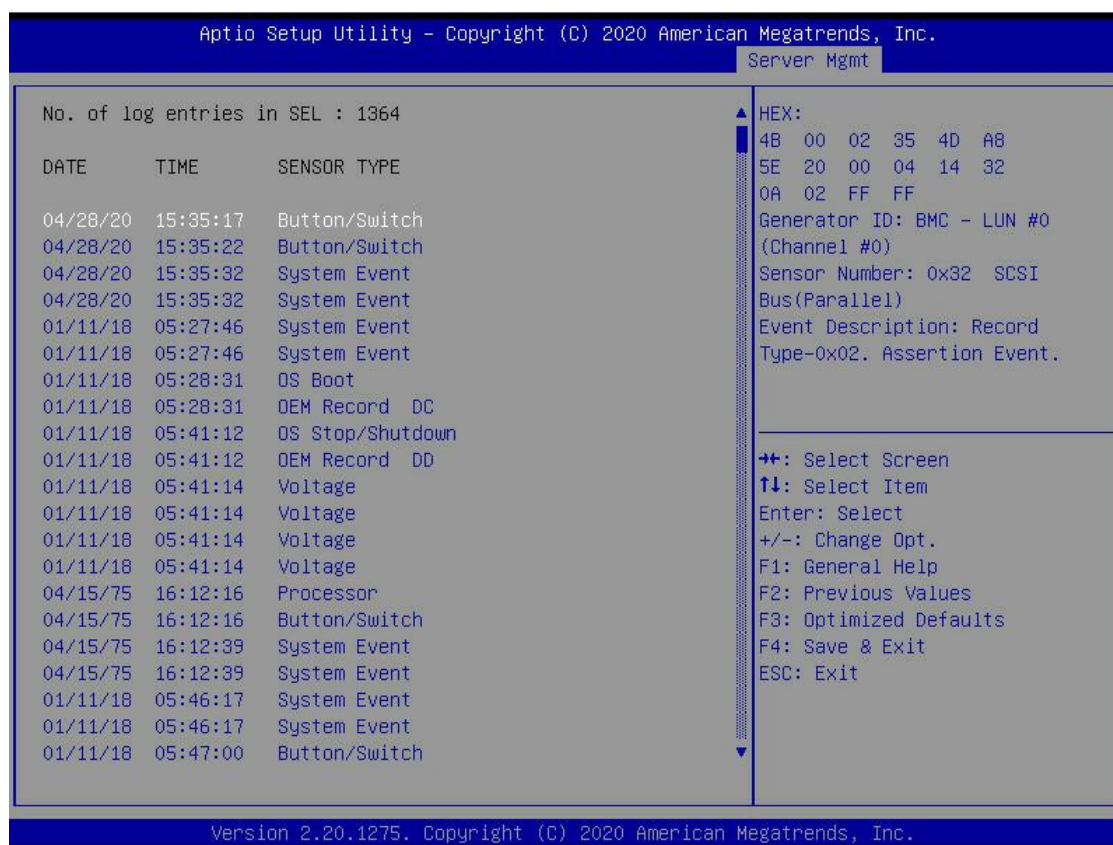 Aptio Setup Utility – Copyright (C) 2020 American Megatrends, Inc.
Server Mgmt
No. of log entries in SEL : 1364
DATE TIME SENSOR TYPE
04/28/20 15:35:17 Button/Switch
04/28/20 15:35:22 Button/Switch
04/28/20 15:35:32 System Event
04/28/20 15:35:32 System Event
01/11/18 05:27:46 System Event
01/11/18 05:27:46 System Event
01/11/18 05:28:31 OS Boot
01/11/18 05:28:31 OEM Record DC
01/11/18 05:41:12 OS Stop/Shutdown
01/11/18 05:41:12 OEM Record DD
01/11/18 05:41:14 Voltage
01/11/18 05:41:14 Voltage
01/11/18 05:41:14 Voltage
01/11/18 05:41:14 Voltage
04/15/75 16:12:16 Processor
04/15/75 16:12:16 Button/Switch
04/15/75 16:12:39 System Event
04/15/75 16:12:39 System Event
01/11/18 05:46:17 System Event
01/11/18 05:46:17 System Event
01/11/18 05:47:00 Button/Switch
HEX:
4B 00 02 35 4D A8
5E 20 00 04 14 32
0A 02 FF FF
Generator ID: BMC – LUN #0
(Channel #0)
Sensor Number: 0x32 SCSI
Bus(Parallel)
Event Description: Record
Type-0x02. Assertion Event.
→←: Select Screen
↑↓: Select Item
Enter: Select
+/-: Change Opt.
F1: General Help
F2: Previous Values
F3: Optimized Defaults
F4: Save & Exit
ESC: Exit
Version 2.20.1275. Copyright (C) 2020 American Megatrends, Inc.